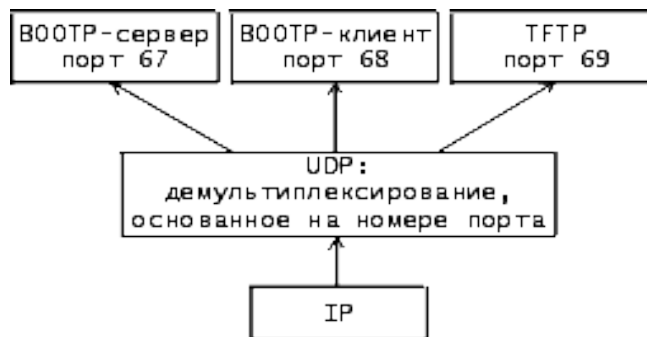 BOOTP-сервер
порт 67
BOOTP-клиент
порт 68
TFTP
порт 69
UDP:
демультиплексирование,
основанное на номере порта
IP